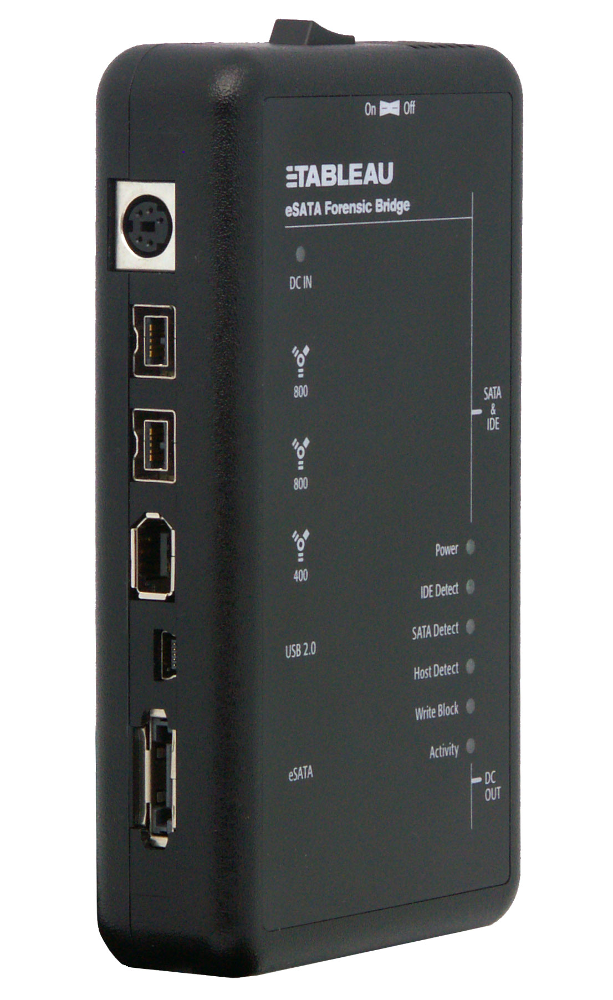 On Off
TABLEAU
eSATA Forensic Bridge
DC IN
800
SATA
&
IDE
800
400
Power
IDE Detect
SATA Detect
USB 2.0
Host Detect
Write Block
Activity
eSATA
DC
OUT